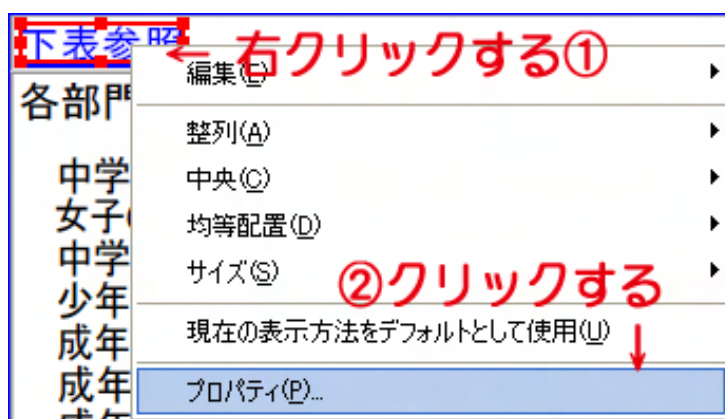 下表参照
← 右クリックする①
編集(E)
各部門
整列(A)
中学
中央(C)
女子(
均等配置(D)
中学
サイズ(S)
②クリックする
少年
現在の表示方法をデフォルトとして使用(U)
成年
成年
プロパティ(P)...